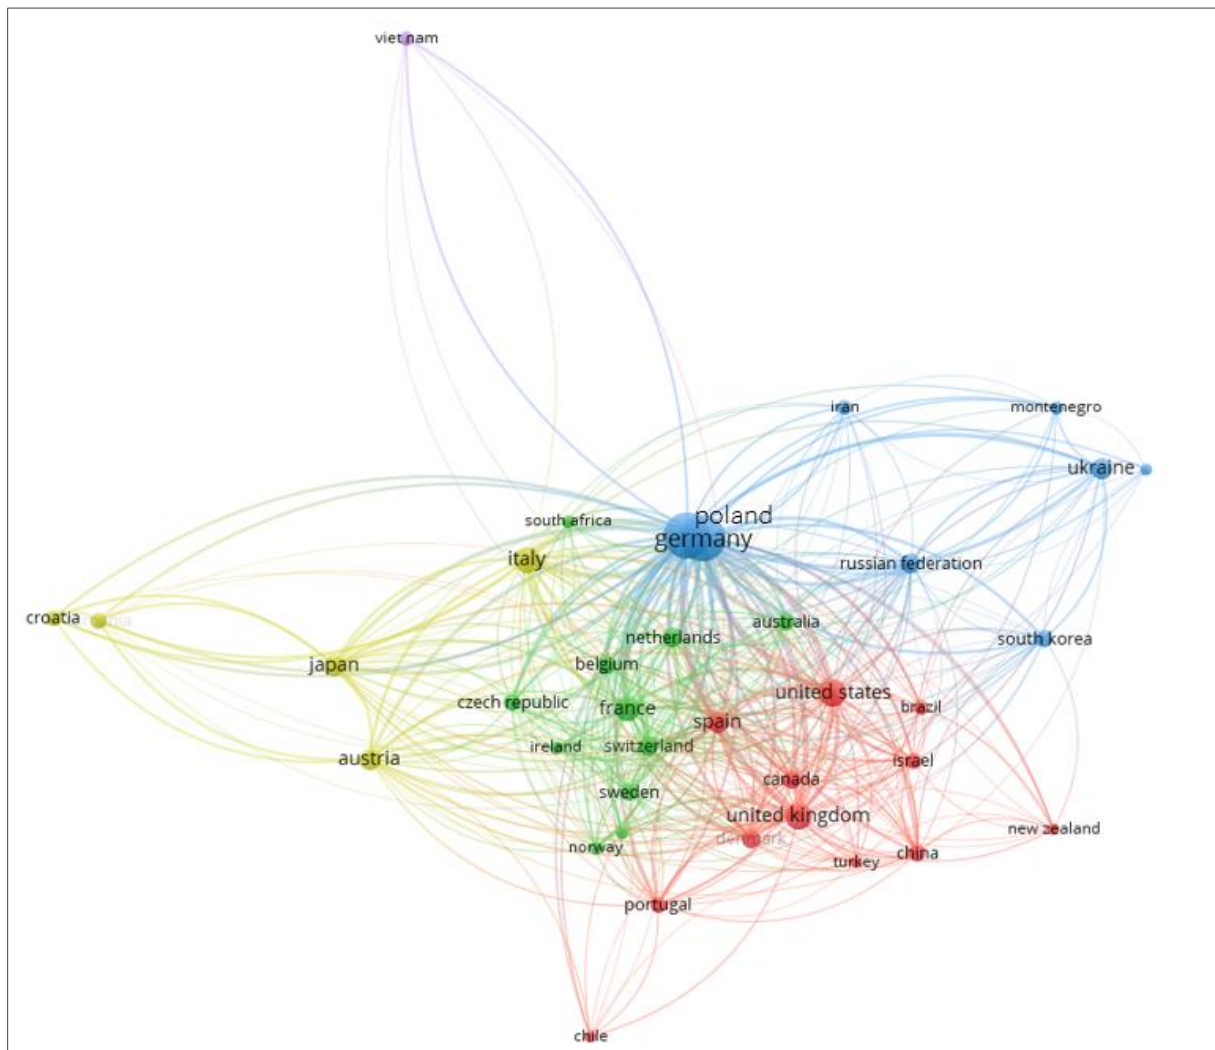 viet nam
iran
montenegro
ukraine
poland
south africa
germany
italy
russian federation
croatia
australia
netherlands
south korea
japan
belgium
united states
czech republic
france
brazil
spain
ireland
switzerland
austria
israel
canada
sweden
united kingdom
new zealand
denmark
norway
china
turkey
portugal
chile